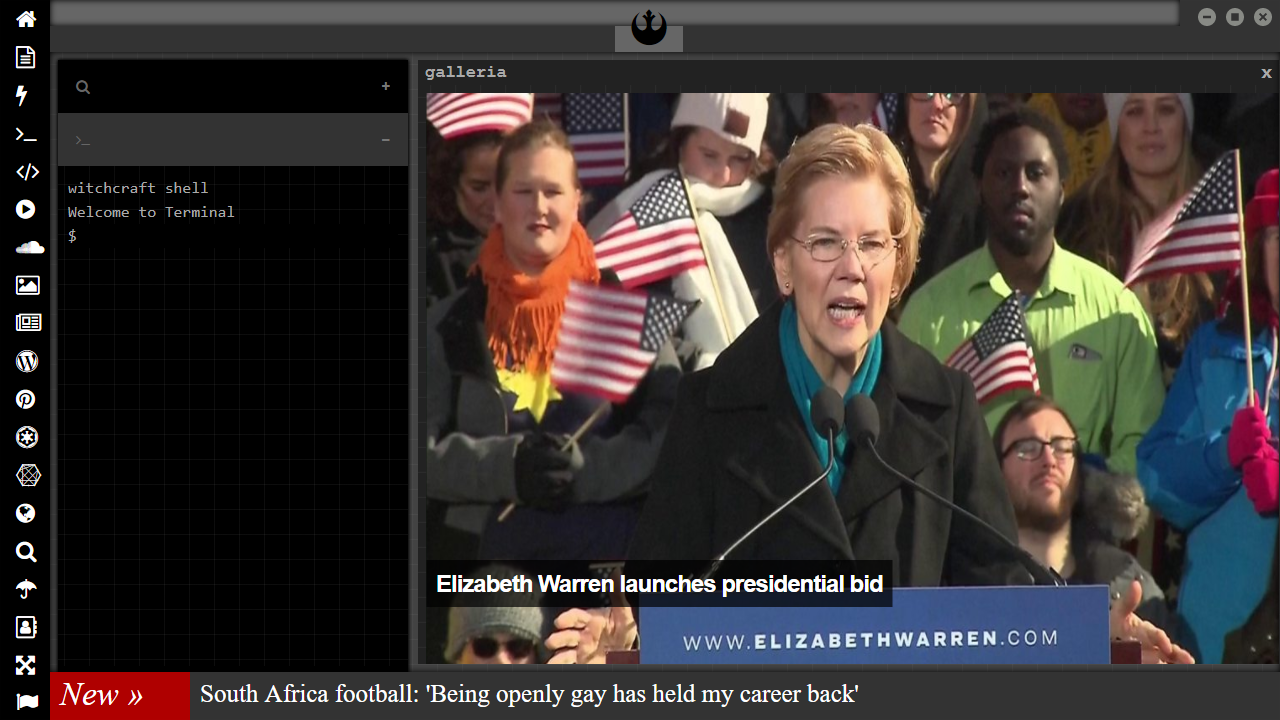 galleria
x
witchcraft shell
Welcome to Terminal
$
Elizabeth Warren launches presidential bid
WWW.ELIZABETHWARREN.COM
New »
South Africa football: 'Being openly gay has held my career back'